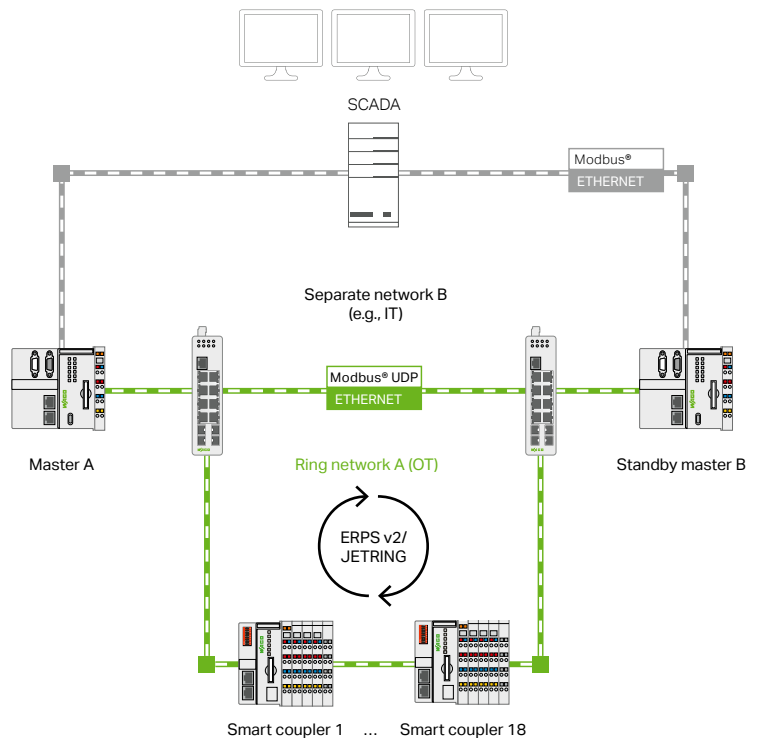 SCADA
Modbus®
ETHERNET
Separate network B
(e.g., IT)
Modbus® UDP
ETHERNET
Master A
Ring network A (OT)
Standby master B
ERPS v2/
JETRING
Smart coupler 1 ... Smart coupler 18